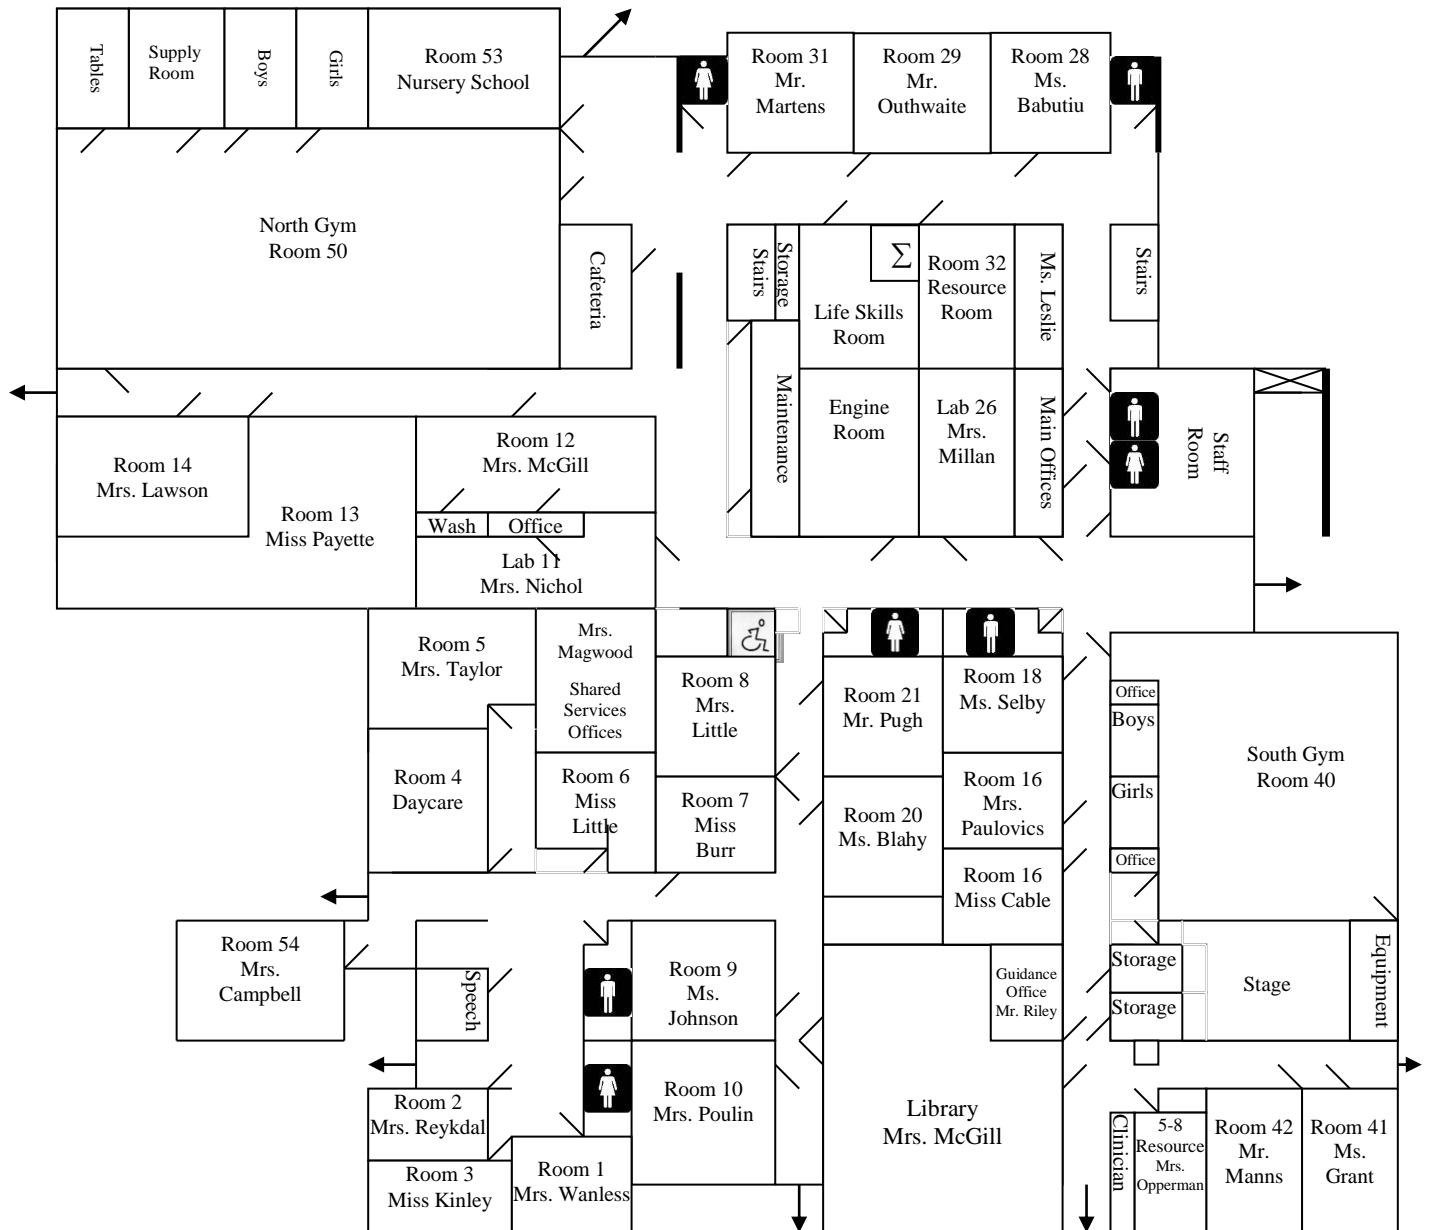 Tables
Supply
Room
Boys
Girls
Room 53
Nursery School
Room 31
Mr.
Martens
Room 29
Mr.
Outhwaite
Room 28
Ms.
Babutiu
North Gym
Room 50
Cafeteria
Stairs
Storage
Σ
Life Skills
Room
Room 32
Resource
Room
Ms. Leslie
Stairs
Maintenance
Engine
Room
Lab 26
Mrs.
Millan
Main Offices
Staff
Room
Room 14
Mrs. Lawson
Room 13
Miss Payette
Room 12
Mrs. McGill
Wash
Office
Lab 11
Mrs. Nichol
Room 5
Mrs. Taylor
Mrs.
Magwood
Shared
Services
Offices
Room 8
Mrs.
Little
Room 21
Mr. Pugh
Room 18
Ms. Selby
Office
Boys
Girls
Office
South Gym
Room 40
Room 4
Daycare
Room 6
Miss
Little
Room 7
Miss
Burr
Room 20
Ms. Blahy
Room 16
Mrs.
Paulovics
Room 16
Miss Cable
Room 54
Mrs.
Campbell
Speech
Room 9
Ms.
Johnson
Guidance
Office
Mr. Riley
Storage
Storage
Stage
Equipment
Room 2
Mrs. Reykdal
Room 3
Miss Kinley
Room 1
Mrs. Wanless
Room 10
Mrs. Poulin
Library
Mrs. McGill
Clinician
5-8
Resource
Mrs.
Opperman
Room 42
Mr.
Manns
Room 41
Ms.
Grant